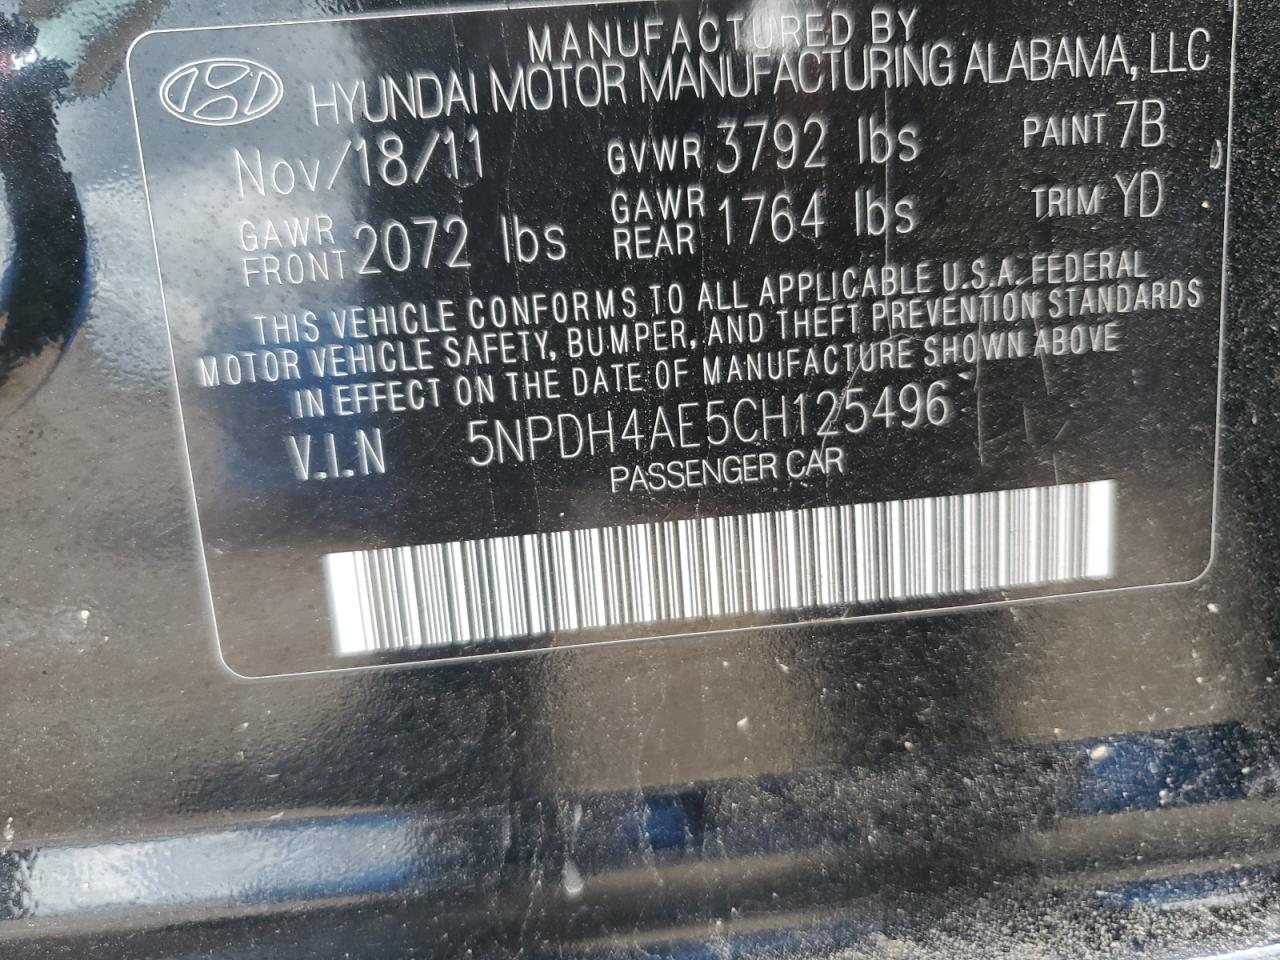 MANUFACTURED BY
HYUNDAI MOTOR MANUFACTURING ALABAMA, LLC
Nov/18/11 GVWR 3792 lbs PAINT 7B
GAWR FRONT 2072 lbs GAWR REAR 1764 lbs TRIM YD
THIS VEHICLE CONFORMS TO ALL APPLICABLE U.S.A. FEDERAL
MOTOR VEHICLE SAFETY, BUMPER, AND THEFT PREVENTION STANDARDS
IN EFFECT ON THE DATE OF MANUFACTURE SHOWN ABOVE
V.I.N 5NPDH4AE5CH125496
PASSENGER CAR